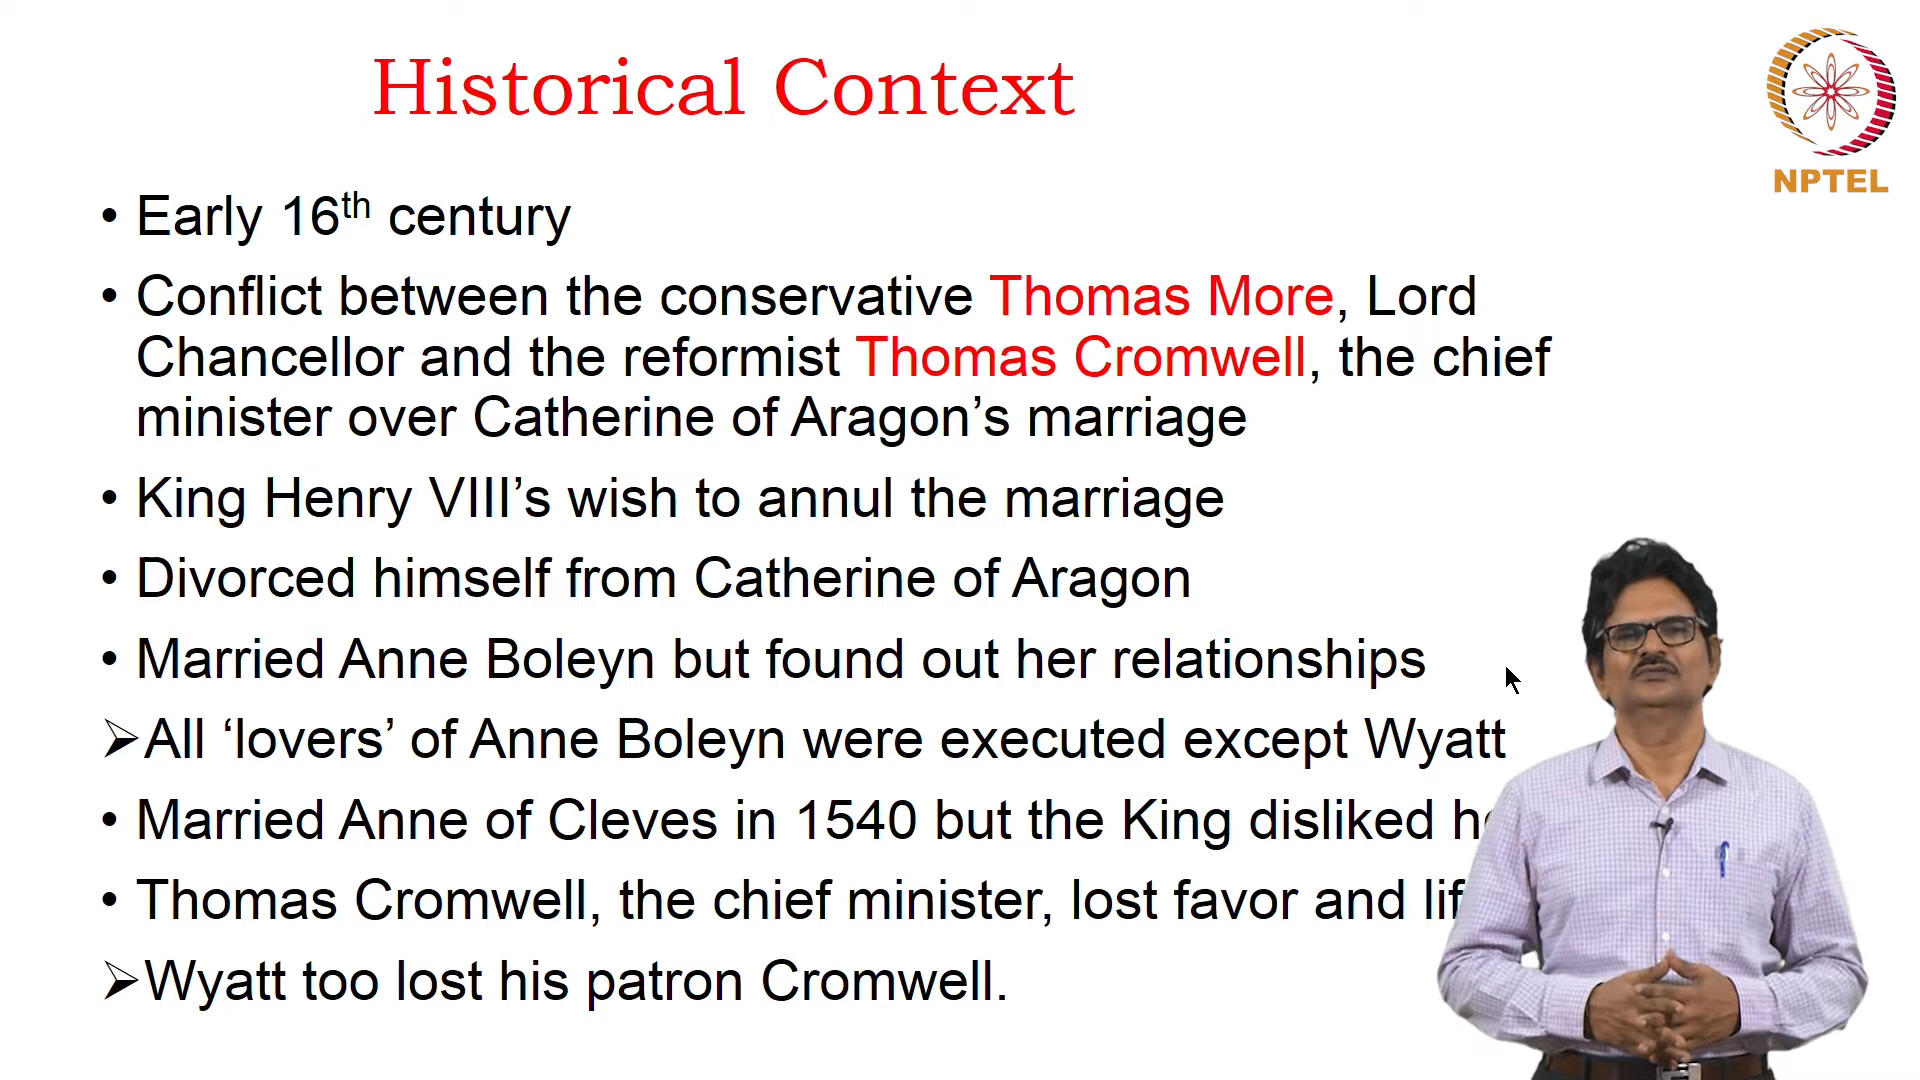 Historical Context
NPTEL
• Early 16th century
• Conflict between the conservative Thomas More, Lord
Chancellor and the reformist Thomas Cromwell, the chief
minister over Catherine of Aragon’s marriage
• King Henry VIII’s wish to annul the marriage
• Divorced himself from Catherine of Aragon
• Married Anne Boleyn but found out her relationships
➢All ‘lovers’ of Anne Boleyn were executed except Wyatt
• Married Anne of Cleves in 1540 but the King disliked
• Thomas Cromwell, the chief minister, lost favor and
➢Wyatt too lost his patron Cromwell.